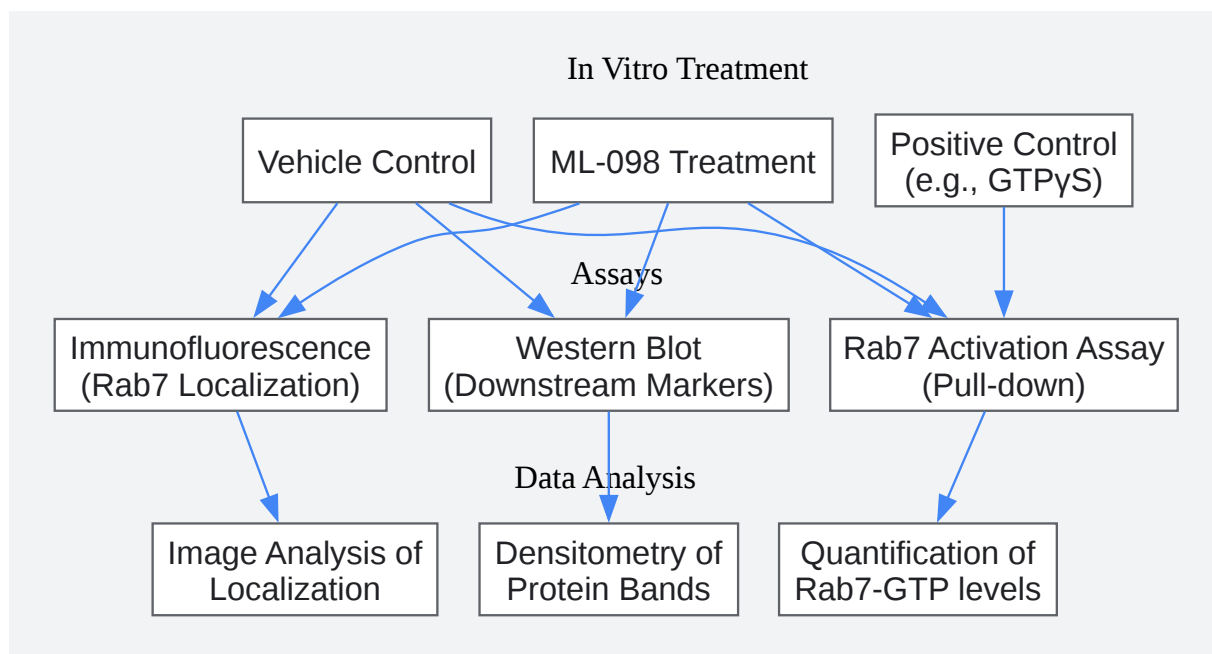 In Vitro Treatment
Vehicle Control
ML-098 Treatment
Positive Control
(e.g., GTPγS)
Assays
Immunofluorescence
(Rab7 Localization)
Western Blot
(Downstream Markers)
Rab7 Activation Assay
(Pull-down)
Data Analysis
Image Analysis of
Localization
Densitometry of
Protein Bands
Quantification of
Rab7-GTP levels